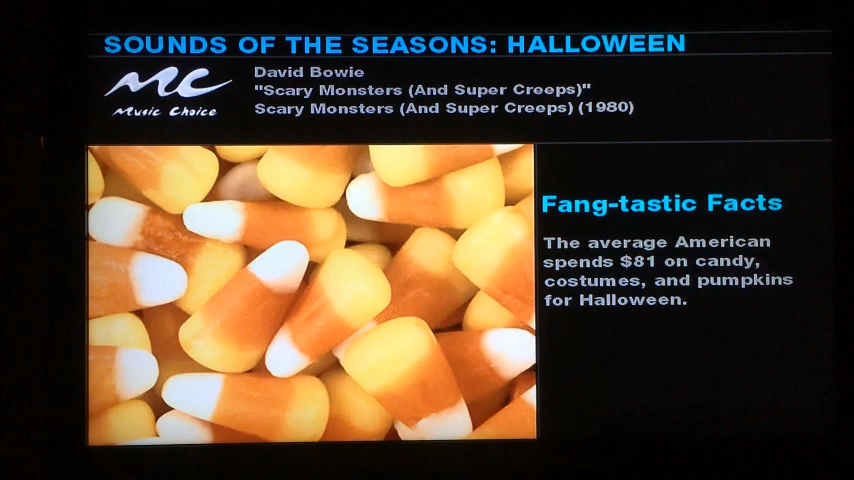 SOUNDS OF THE SEASONS: HALLOWEEN
MC
Music Choice
David Bowie
"Scary Monsters (And Super Creeps)"
Scary Monsters (And Super Creeps) (1980)
Fang-tastic Facts
The average American
spends $81 on candy,
costumes, and pumpkins
for Halloween.